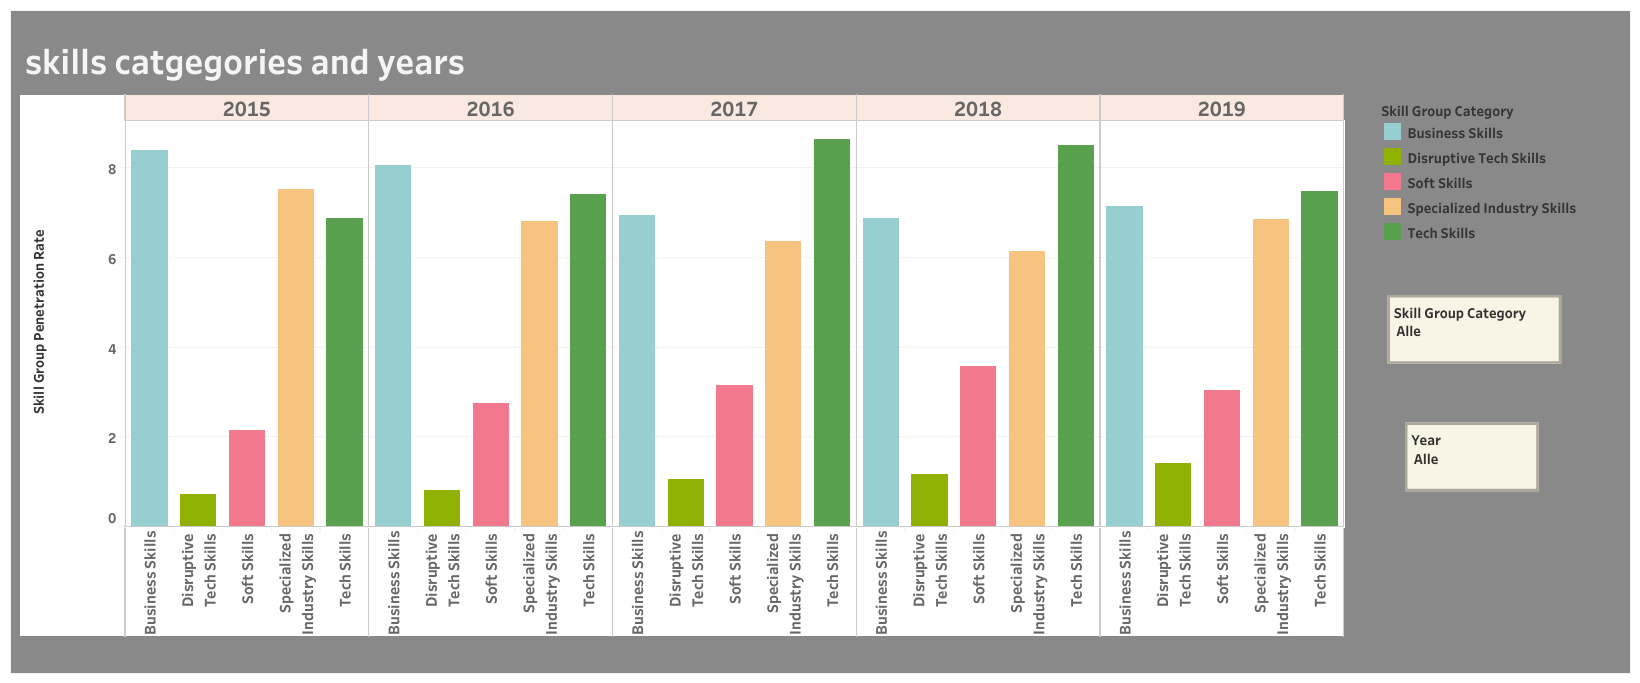 skills catgegories and years
2015 2016 2017 2018 2019
Skill Group Penetration Rate
8
6
4
2
0
Business Skills
Disruptive
Tech Skills
Soft Skills
Specialized
Industry Skills
Tech Skills
Business Skills
Disruptive
Tech Skills
Soft Skills
Specialized
Industry Skills
Tech Skills
Business Skills
Disruptive
Tech Skills
Soft Skills
Specialized
Industry Skills
Tech Skills
Business Skills
Disruptive
Tech Skills
Soft Skills
Specialized
Industry Skills
Tech Skills
Business Skills
Disruptive
Tech Skills
Soft Skills
Specialized
Industry Skills
Tech Skills
Skill Group Category
Business Skills
Disruptive Tech Skills
Soft Skills
Specialized Industry Skills
Tech Skills
Skill Group Category
Alle
Year
Alle